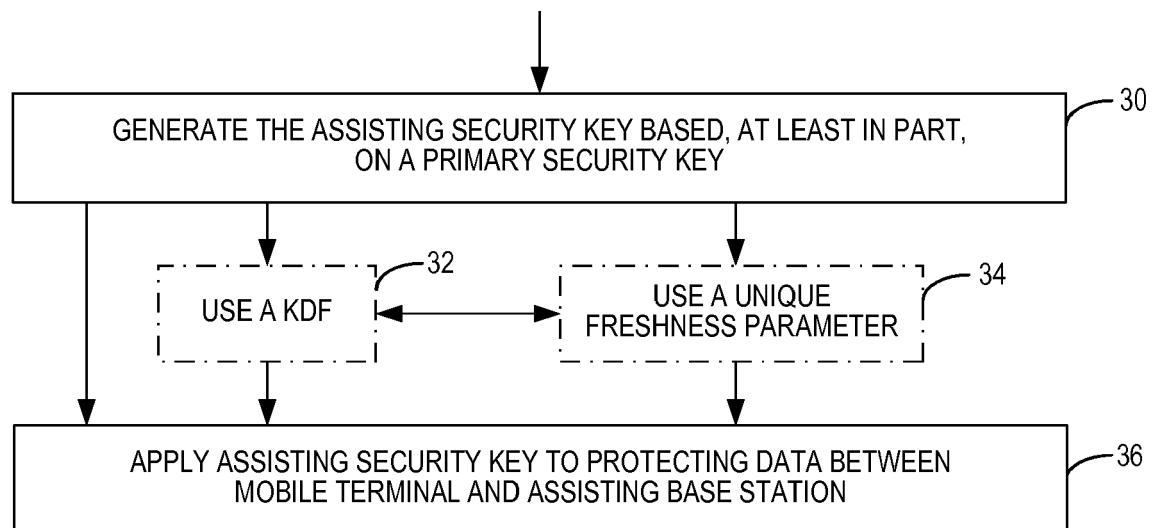 GENERATE THE ASSISTING SECURITY KEY BASED, AT LEAST IN PART,
ON A PRIMARY SECURITY KEY
30
USE A KDF
32
USE A UNIQUE
FRESHNESS PARAMETER
34
APPLY ASSISTING SECURITY KEY TO PROTECTING DATA BETWEEN
MOBILE TERMINAL AND ASSISTING BASE STATION
36